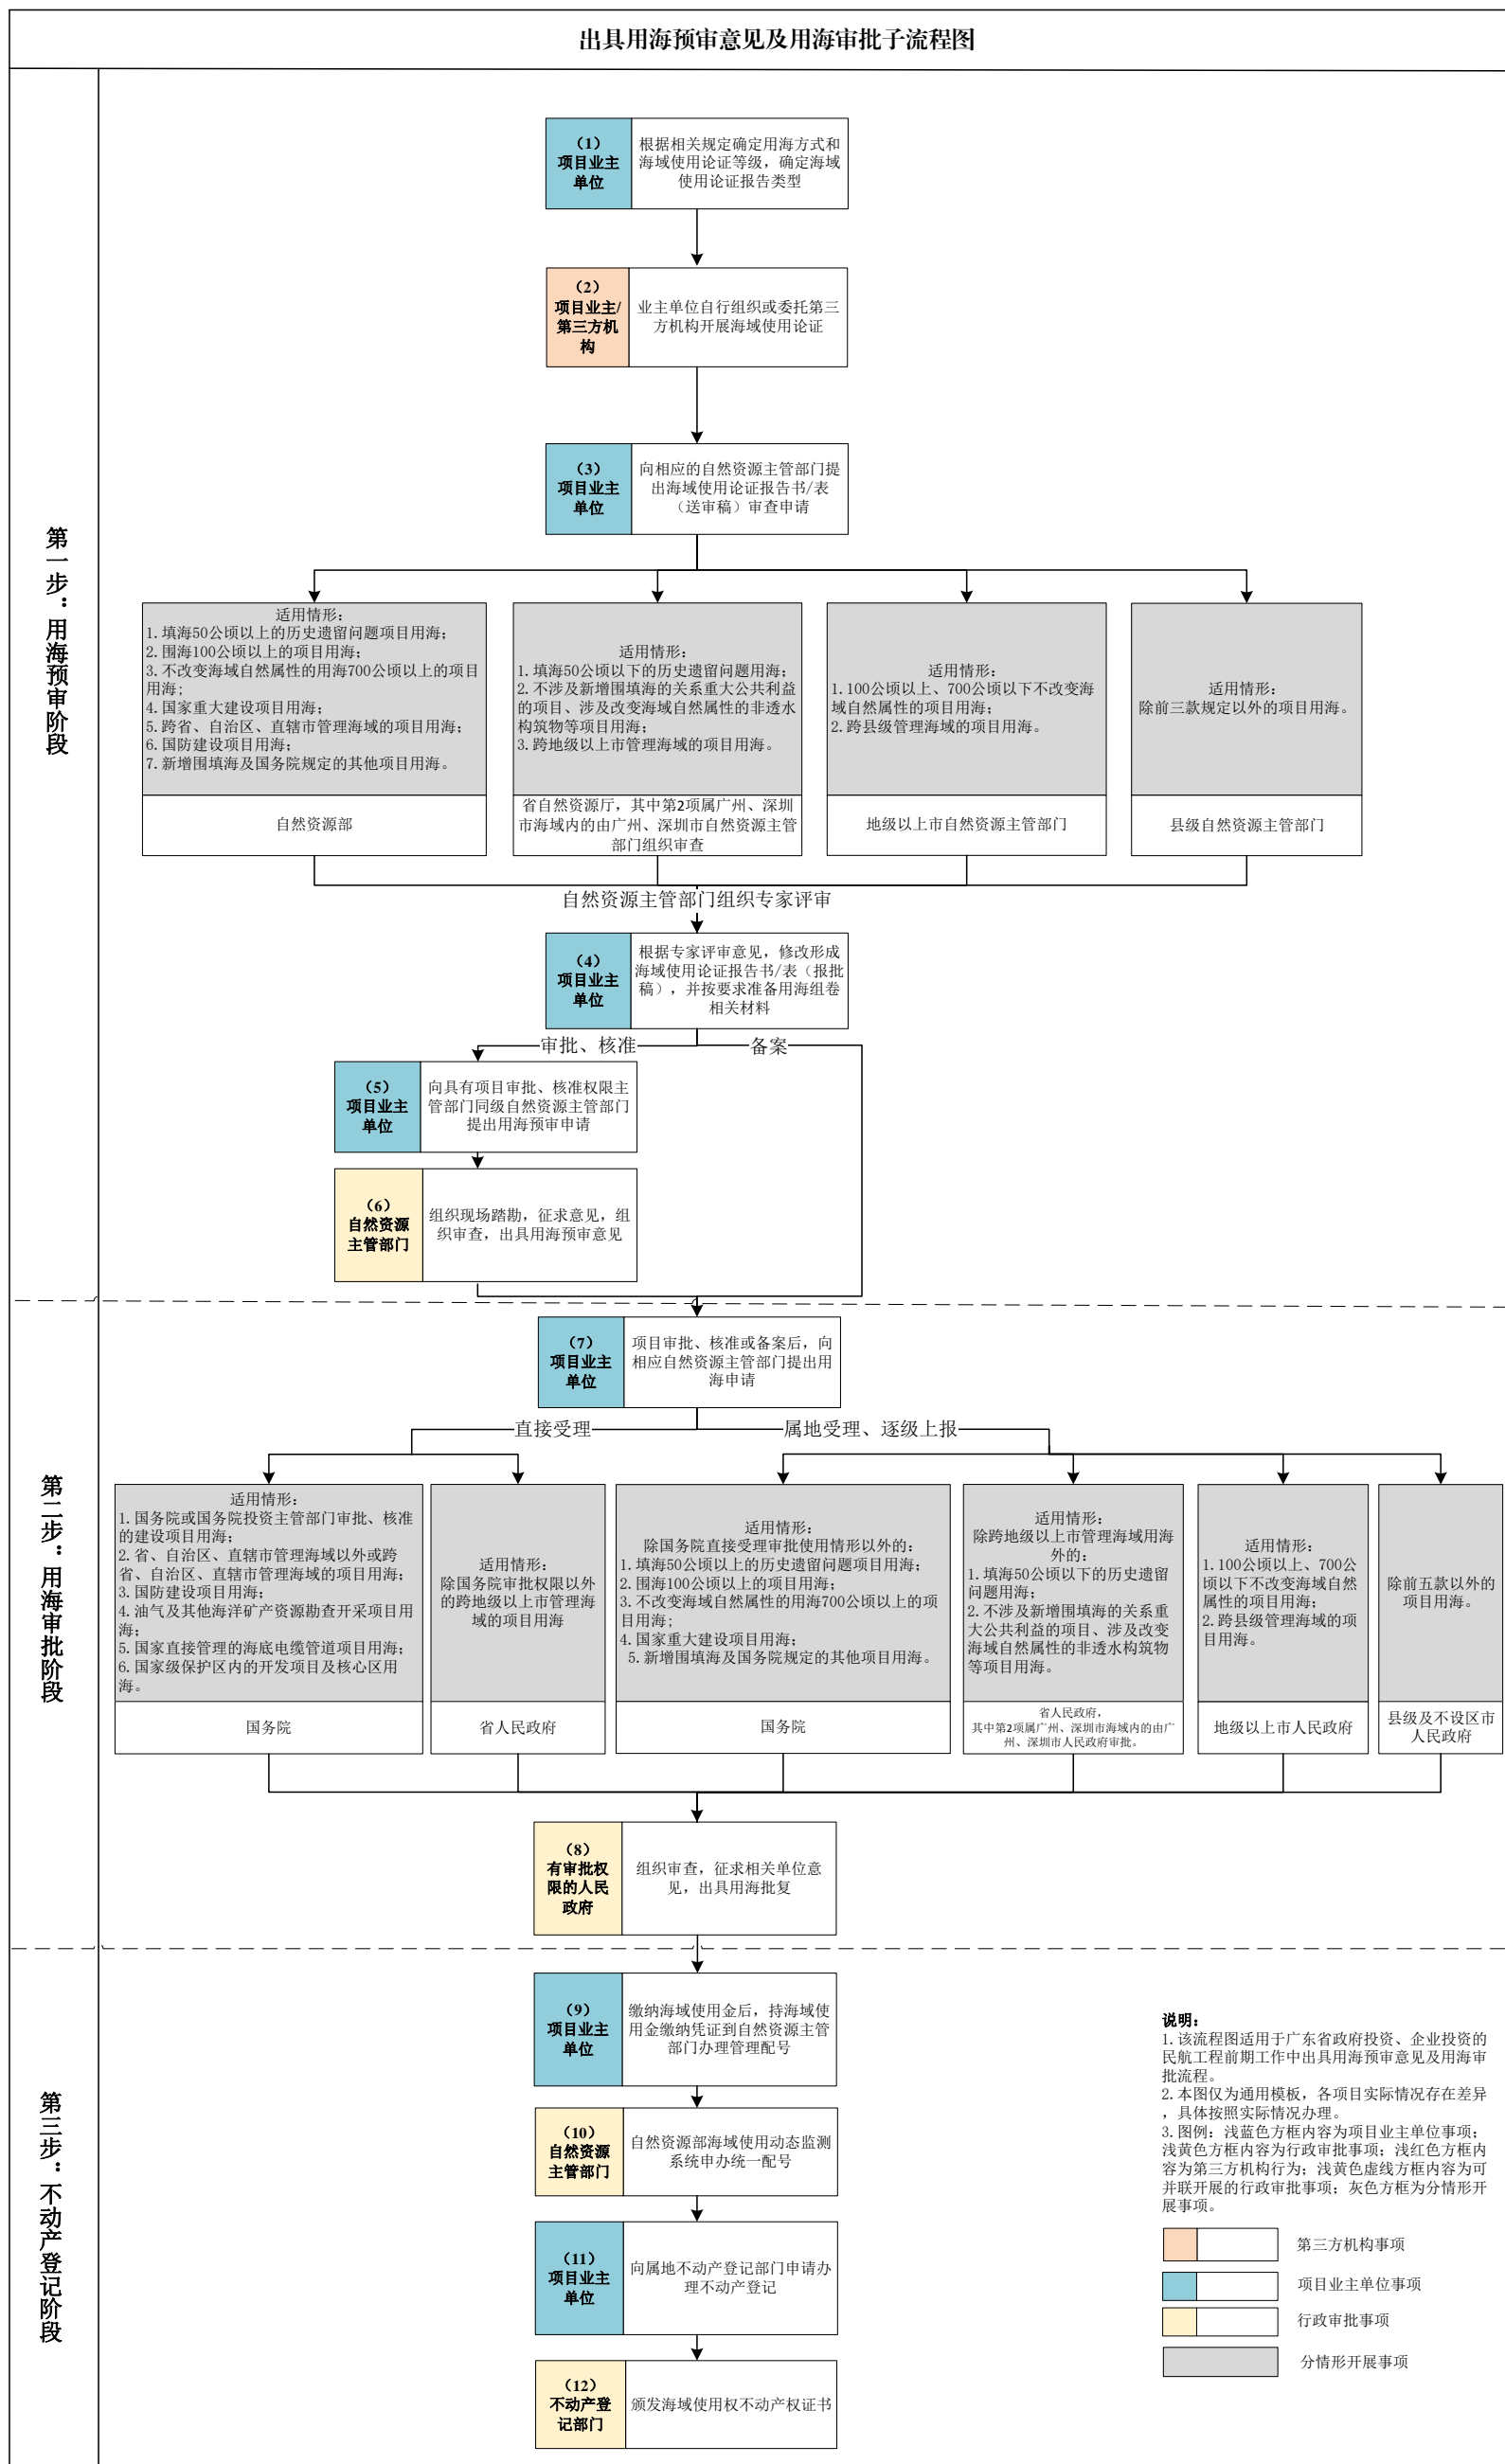 出具用海预审意见及用海审批子流程图
第一步：用海预审阶段
（1）
项目业主
单位
根据相关规定确定用海方式和
海域使用论证等级，确定海域
使用论证报告类型
（2）
项目业主/
第三方机
构
业主单位自行组织或委托第三
方机构开展海域使用论证
（3）
项目业主
单位
向相应的自然资源主管部门提
出海域使用论证报告书/表
（送审稿）审查申请
适用情形：
1.填海50公顷以上的历史遗留问题项目用海；
2.围海100公顷以上的项目用海；
3.不改变海域自然属性的用海700公顷以上的项目
用海;
4.国家重大建设项目用海；
5.跨省、自治区、直辖市管理海域的项目用海；
6.国防建设项目用海；
7.新增围填海及国务院规定的其他项目用海。
自然资源部
适用情形：
1.填海50公顷以下的历史遗留问题用海；
2.不涉及新增围填海的关系重大公共利益
的项目、涉及改变海域自然属性的非透水
构筑物等项目用海；
3.跨地级以上市管理海域的项目用海。
省自然资源厅，其中第2项属广州、深圳
市海域内的由广州、深圳市自然资源主管
部门组织审查
适用情形：
1.100公顷以上、700公顷以下不改变海
域自然属性的项目用海；
2.跨县级管理海域的项目用海。
地级以上市自然资源主管部门
适用情形：
除前三款规定以外的项目用海。
县级自然资源主管部门
自然资源主管部门组织专家评审
（4）
项目业主
单位
根据专家评审意见，修改形成
海域使用论证报告书/表（报批
稿），并按要求准备用海组卷
相关材料
审批、核准
备案
（5）
项目业主
单位
向具有项目审批、核准权限主
管部门同级自然资源主管部门
提出用海预审申请
（6）
自然资源
主管部门
组织现场踏勘，征求意见，组
织审查，出具用海预审意见
第二步：用海审批阶段
（7）
项目业主
单位
项目审批、核准或备案后，向
相应自然资源主管部门提出用
海申请
直接受理
属地受理、逐级上报
适用情形：
1.国务院或国务院投资主管部门审批、核准
的建设项目用海；
2.省、自治区、直辖市管理海域以外或跨
省、自治区、直辖市管理海域的项目用海；
3.国防建设项目用海；
4.油气及其他海洋矿产资源勘查开采项目用
海；
5.国家直接管理的海底电缆管道项目用海；
6.国家级保护区内的开发项目及核心区用
海。
国务院
适用情形：
除国务院审批权限以外
的跨地级以上市管理海
域的项目用海
省人民政府
适用情形：
除国务院直接受理审批使用情形以外的：
1.填海50公顷以上的历史遗留问题项目用海；
2.围海100公顷以上的项目用海；
3.不改变海域自然属性的用海700公顷以上的项
目用海;
4.国家重大建设项目用海；
5.新增围填海及国务院规定的其他项目用海。
国务院
适用情形：
除跨地级以上市管理海域用海
外的：
1.填海50公顷以下的历史遗留
问题用海；
2.不涉及新增围填海的关系重
大公共利益的项目、涉及改变
海域自然属性的非透水构筑物
等项目用海。
省人民政府，
其中第2项属广州、深圳市海域内的由广
州、深圳市人民政府审批。
适用情形：
1.100公顷以上、700公
顷以下不改变海域自然
属性的项目用海；
2.跨县级管理海域的项
目用海。
地级以上市人民政府
除前五款以外的
项目用海。
县级及不设区市
人民政府
（8）
有审批权
限的人民
政府
组织审查，征求相关单位意
见，出具用海批复
第三步：不动产登记阶段
（9）
项目业主
单位
缴纳海域使用金后，持海域使
用金缴纳凭证到自然资源主管
部门办理管理配号
（10）
自然资源
主管部门
自然资源部海域使用动态监测
系统申办统一配号
（11）
项目业主
单位
向属地不动产登记部门申请办
理不动产登记
（12）
不动产登
记部门
颁发海域使用权不动产权证书
说明：
1.该流程图适用于广东省政府投资、企业投资的
民航工程前期工作中出具用海预审意见及用海审
批流程。
2.本图仅为通用模板，各项目实际情况存在差异
，具体按照实际情况办理。
3.图例：浅蓝色方框内容为项目业主单位事项；
浅黄色方框内容为行政审批事项；浅红色方框内
容为第三方机构行为；浅黄色虚线方框内容为可
并联开展的行政审批事项；灰色方框为分情形开
展事项。
第三方机构事项
项目业主单位事项
行政审批事项
分情形开展事项